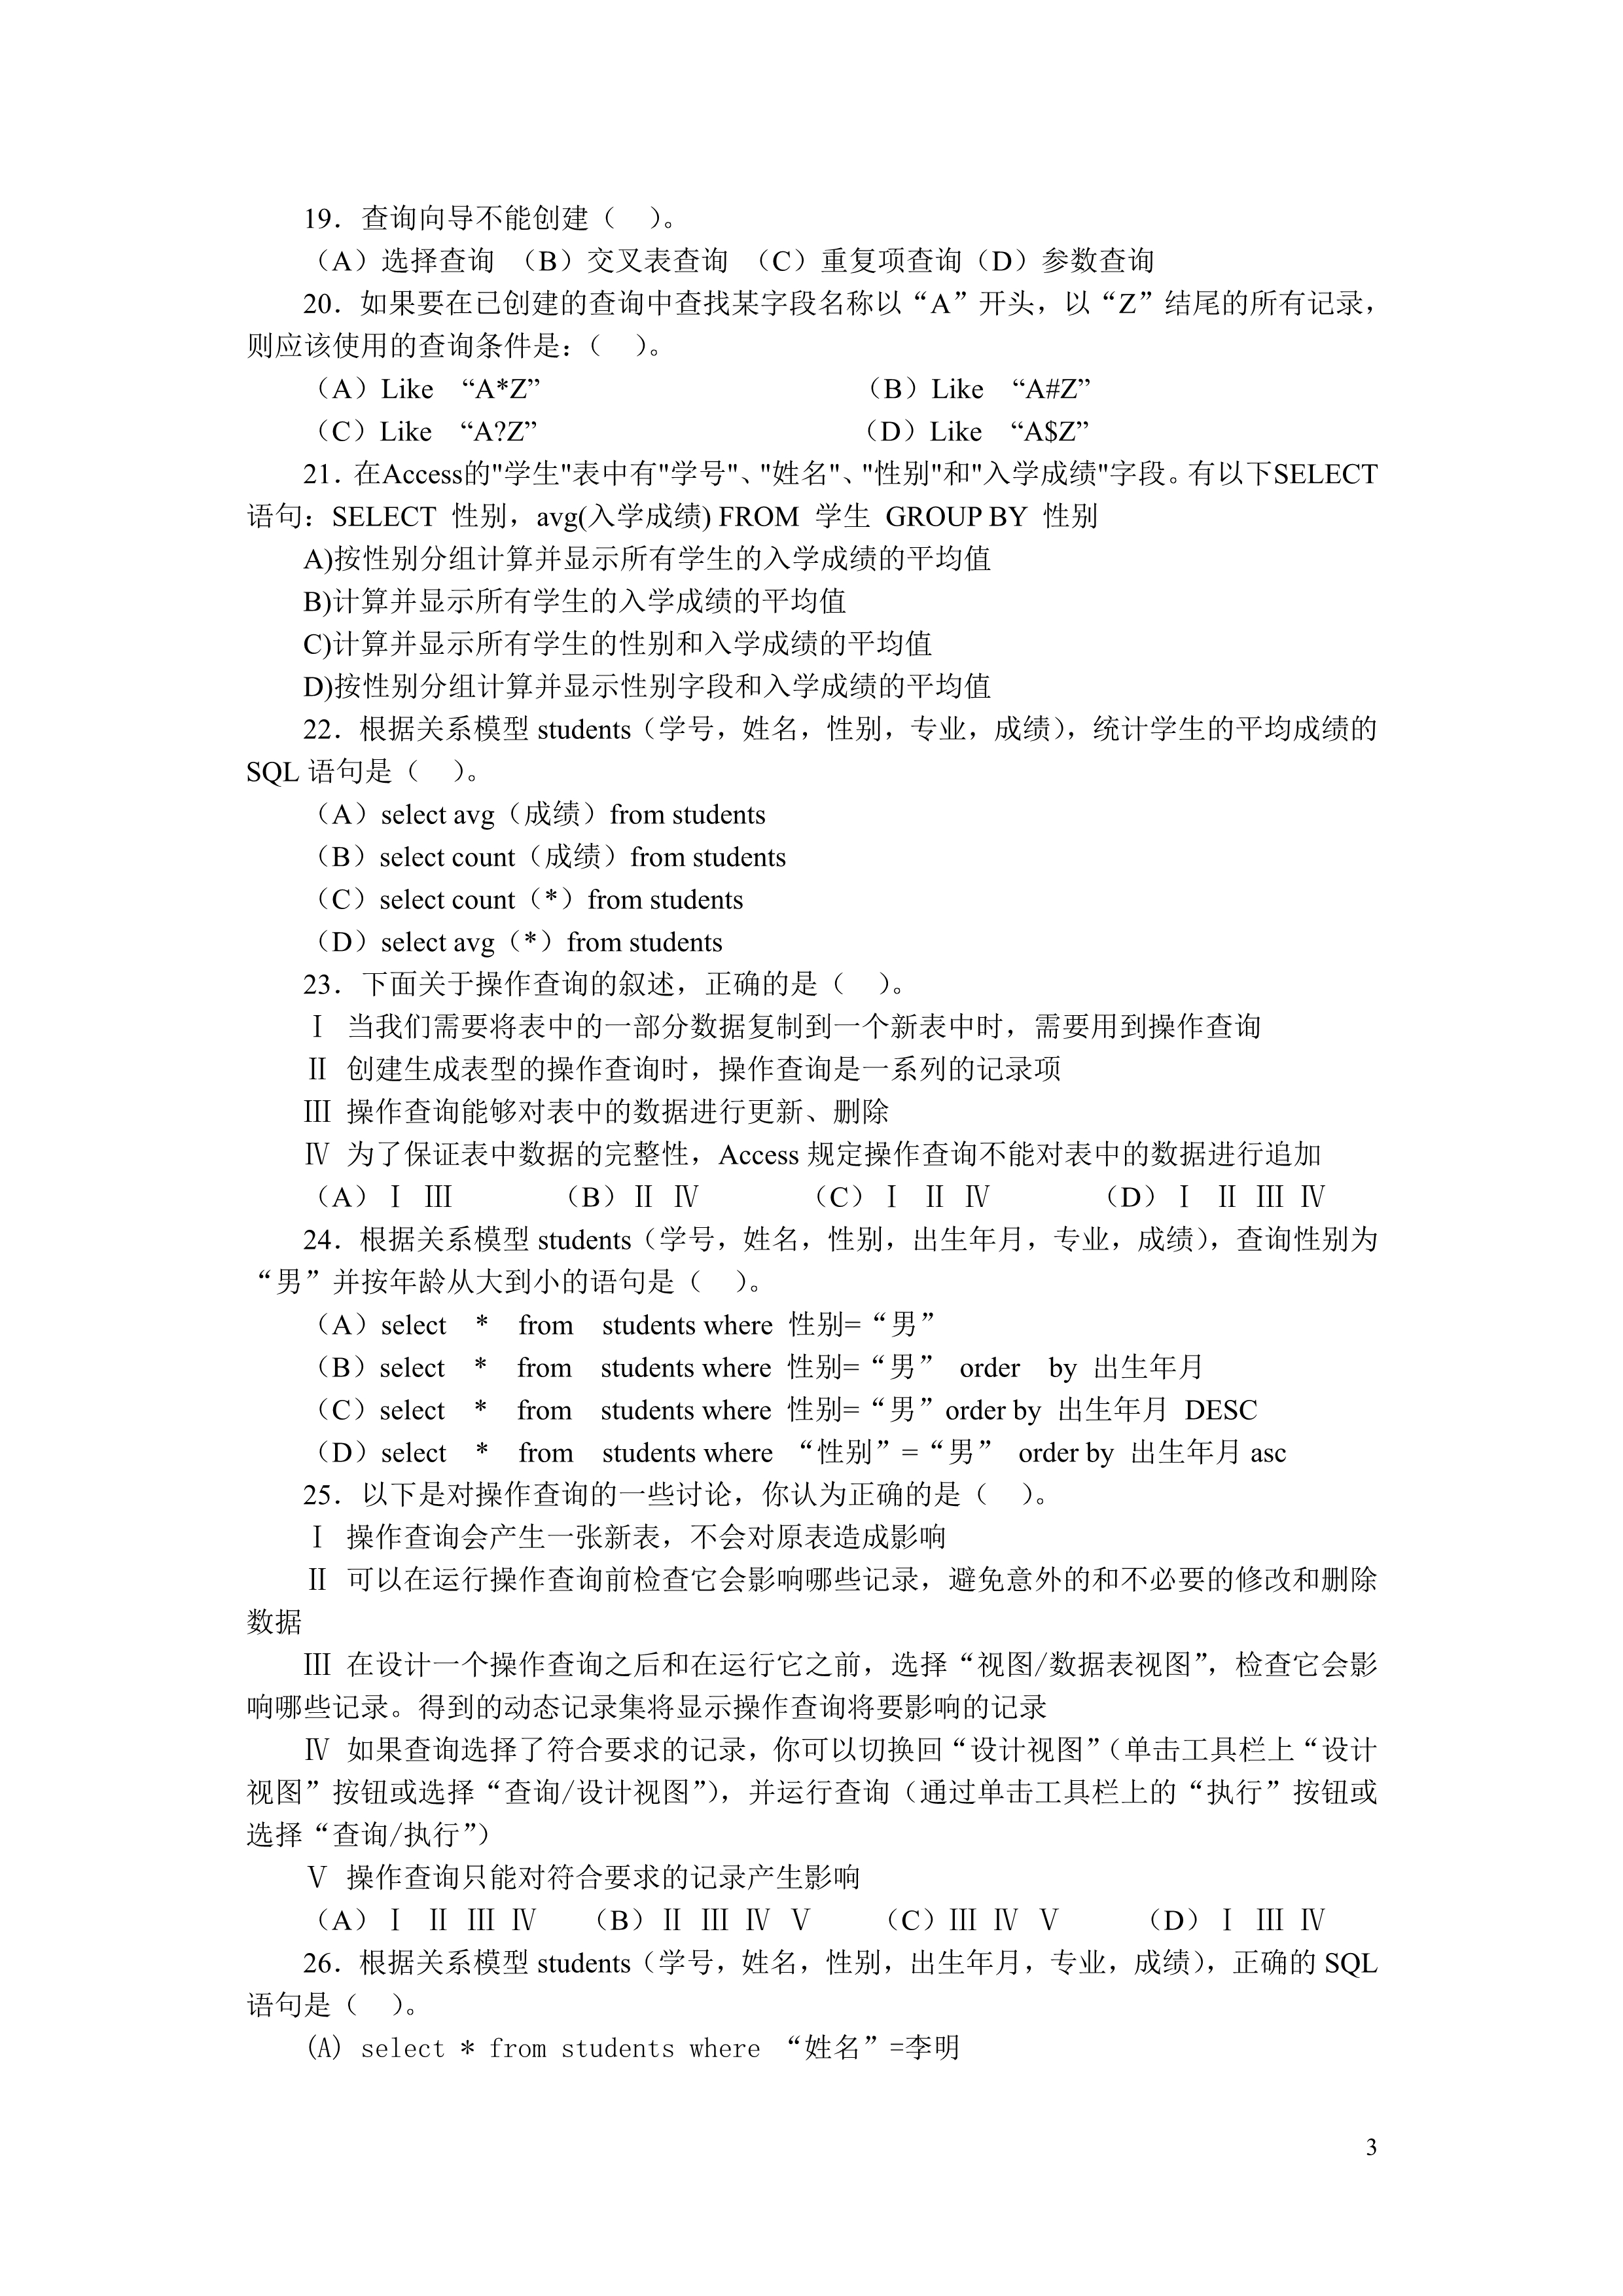 19．查询向导不能创建（　）。
（A）选择查询　（B）交叉表查询　（C）重复项查询（D）参数查询
20．如果要在已创建的查询中查找某字段名称以“A”开头，以“Z”结尾的所有记录，
则应该使用的查询条件是：（　）。
（A）Like　“A*Z”　　　　　　　　　　　（B）Like　“A#Z”
（C）Like　“A?Z”　　　　　　　　　　　（D）Like　“A$Z”
21．在Access的"学生"表中有"学号"、"姓名"、"性别"和"入学成绩"字段。有以下SELECT
语句：SELECT 性别，avg(入学成绩) FROM 学生 GROUP BY 性别
A)按性别分组计算并显示所有学生的入学成绩的平均值
B)计算并显示所有学生的入学成绩的平均值
C)计算并显示所有学生的性别和入学成绩的平均值
D)按性别分组计算并显示性别字段和入学成绩的平均值
22．根据关系模型 students（学号，姓名，性别，专业，成绩），统计学生的平均成绩的
SQL 语句是（　）。
（A）select avg（成绩）from students
（B）select count（成绩）from students
（C）select count（*）from students
（D）select avg（*）from students
23．下面关于操作查询的叙述，正确的是（　）。
Ⅰ 当我们需要将表中的一部分数据复制到一个新表中时，需要用到操作查询
Ⅱ 创建生成表型的操作查询时，操作查询是一系列的记录项
Ⅲ 操作查询能够对表中的数据进行更新、删除
Ⅳ 为了保证表中数据的完整性，Access 规定操作查询不能对表中的数据进行追加
（A）Ⅰ Ⅲ　　　（B）Ⅱ Ⅳ　　　（C）Ⅰ Ⅱ Ⅳ　　　（D）Ⅰ Ⅱ Ⅲ Ⅳ
24．根据关系模型 students（学号，姓名，性别，出生年月，专业，成绩），查询性别为
“男”并按年龄从大到小的语句是（　）。
（A）select　*　from　students where 性别=“男”
（B）select　*　from　students where 性别=“男”　order　by 出生年月
（C）select　*　from　students where 性别=“男”order by 出生年月 DESC
（D）select　*　from　students where “性别”=“男”　order by 出生年月 asc
25．以下是对操作查询的一些讨论，你认为正确的是（　）。
Ⅰ 操作查询会产生一张新表，不会对原表造成影响
Ⅱ 可以在运行操作查询前检查它会影响哪些记录，避免意外的和不必要的修改和删除
数据
Ⅲ 在设计一个操作查询之后和在运行它之前，选择“视图/数据表视图”，检查它会影
响哪些记录。得到的动态记录集将显示操作查询将要影响的记录
Ⅳ 如果查询选择了符合要求的记录，你可以切换回“设计视图”（单击工具栏上“设计
视图”按钮或选择“查询/设计视图”），并运行查询（通过单击工具栏上的“执行”按钮或
选择“查询/执行”）
Ⅴ 操作查询只能对符合要求的记录产生影响
（A）Ⅰ Ⅱ Ⅲ Ⅳ　　（B）Ⅱ Ⅲ Ⅳ Ⅴ　　（C）Ⅲ Ⅳ Ⅴ　　　（D）Ⅰ Ⅲ Ⅳ
26．根据关系模型 students（学号，姓名，性别，出生年月，专业，成绩），正确的 SQL
语句是（　）。
(A) select * from students where “姓名”=李明
3